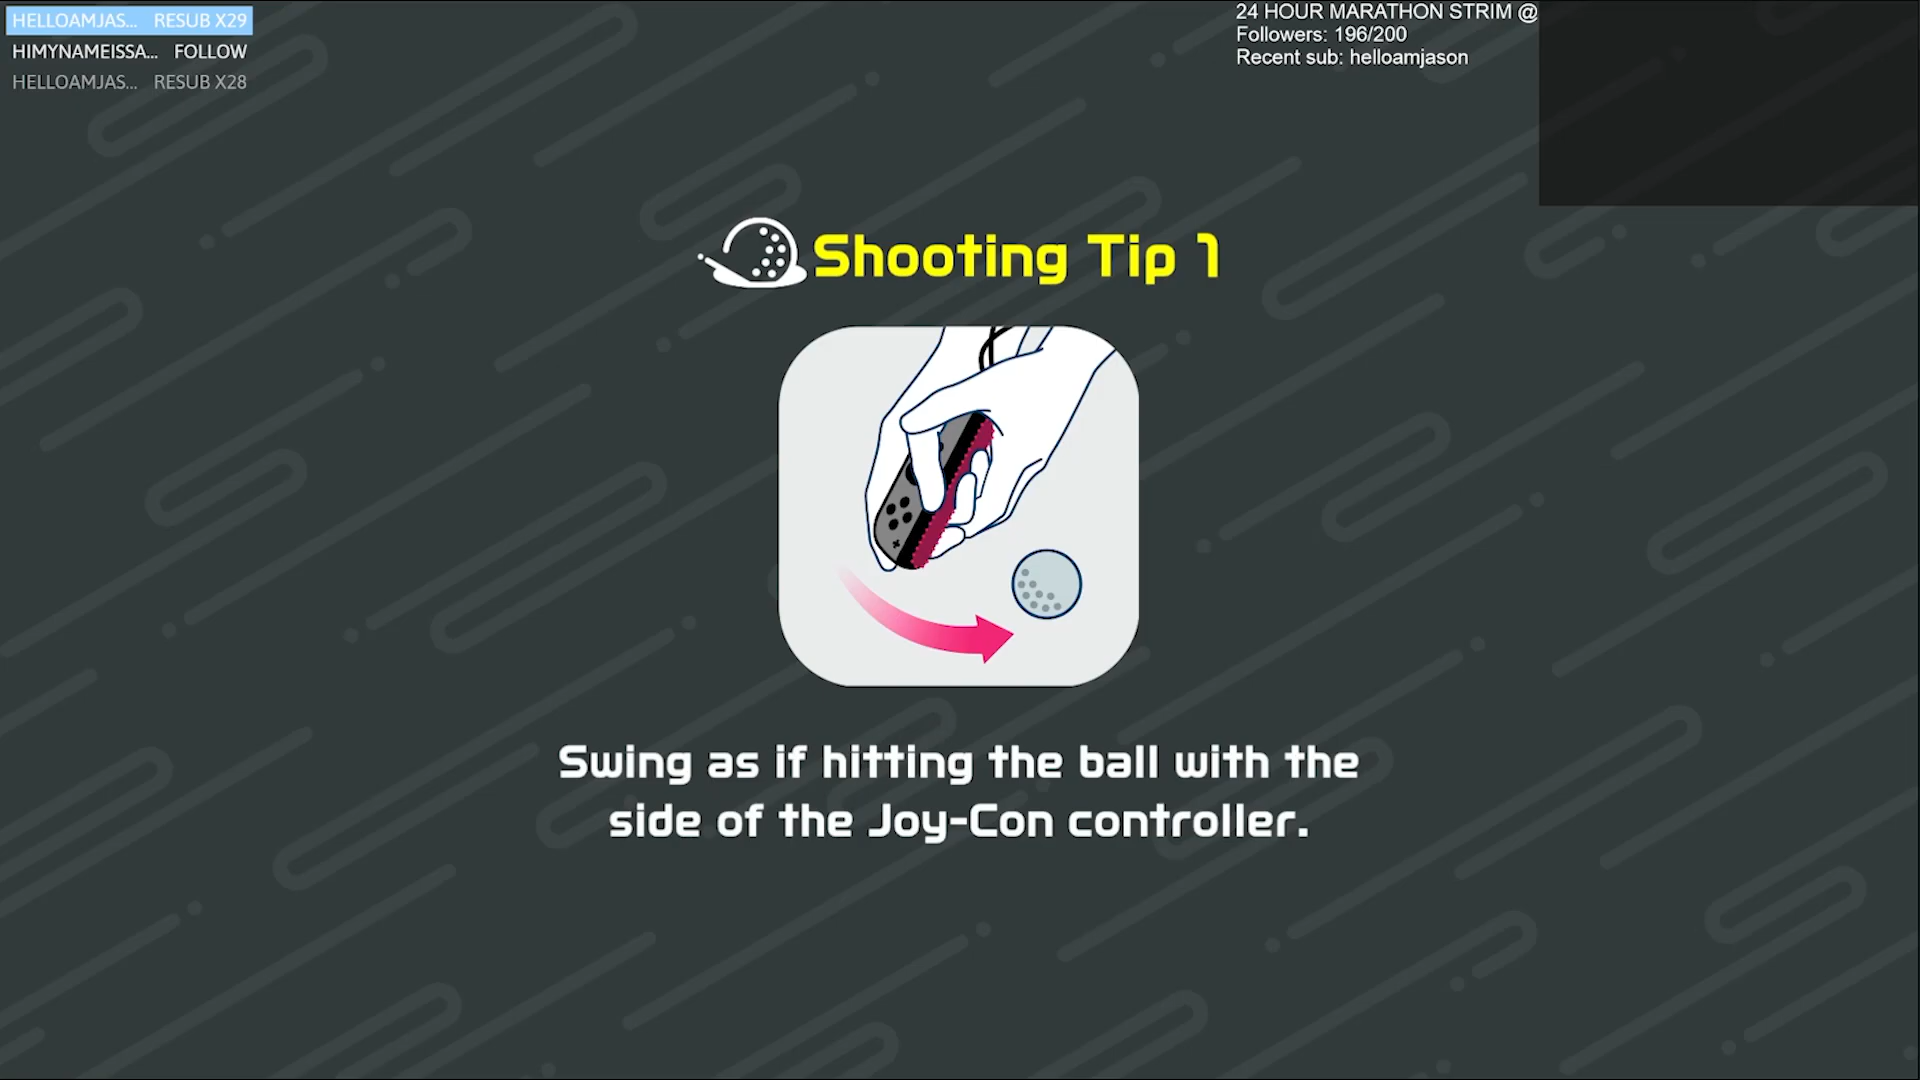 HELLOAMJAS... RESUB X29
HIMYNAMEISSA... FOLLOW
HELLOAMJAS... RESUB X28
24 HOUR MARATHON STRIM @
Followers: 196/200
Recent sub: helloamjason
Shooting Tip 1
Swing as if hitting the ball with the
side of the Joy-Con controller.